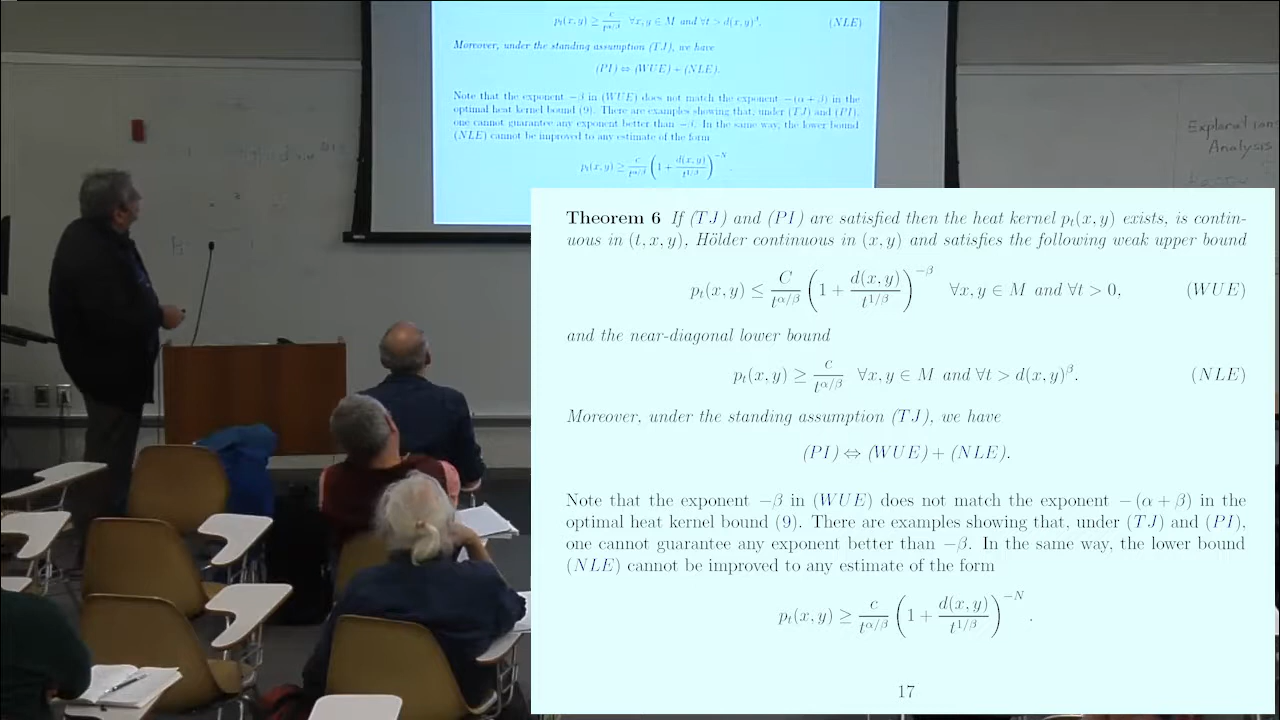 p_t(x, y) ≥ c/t^{α/β} ∀x, y ∈ M and ∀t > d(x, y)^β. (NLE)
Moreover, under the standing assumption (TJ), we have
(PI) ⇔ (WUE) + (NLE).
Note that the exponent −β in (WUE) does not match the exponent −(α + β) in the
optimal heat kernel bound (9). There are examples showing that, under (TJ) and (PI),
one cannot guarantee any exponent better than −β. In the same way, the lower bound
(NLE) cannot be improved to any estimate of the form
p_t(x, y) ≥ c/t^{α/β} (1 + d(x, y)/t^{1/β})^{−N}.
Explorations
Analysis
Theorem 6 If (TJ) and (PI) are satisfied then the heat kernel p_t(x, y) exists, is contin-
uous in (t, x, y), Hölder continuous in (x, y) and satisfies the following weak upper bound
p_t(x, y) ≤ C/t^{α/β} (1 + d(x, y)/t^{1/β})^{−β} ∀x, y ∈ M and ∀t > 0, (WUE)
and the near-diagonal lower bound
p_t(x, y) ≥ c/t^{α/β} ∀x, y ∈ M and ∀t > d(x, y)^β. (NLE)
Moreover, under the standing assumption (TJ), we have
(PI) ⇔ (WUE) + (NLE).
Note that the exponent −β in (WUE) does not match the exponent −(α + β) in the
optimal heat kernel bound (9). There are examples showing that, under (TJ) and (PI),
one cannot guarantee any exponent better than −β. In the same way, the lower bound
(NLE) cannot be improved to any estimate of the form
p_t(x, y) ≥ c/t^{α/β} (1 + d(x, y)/t^{1/β})^{−N}.
17